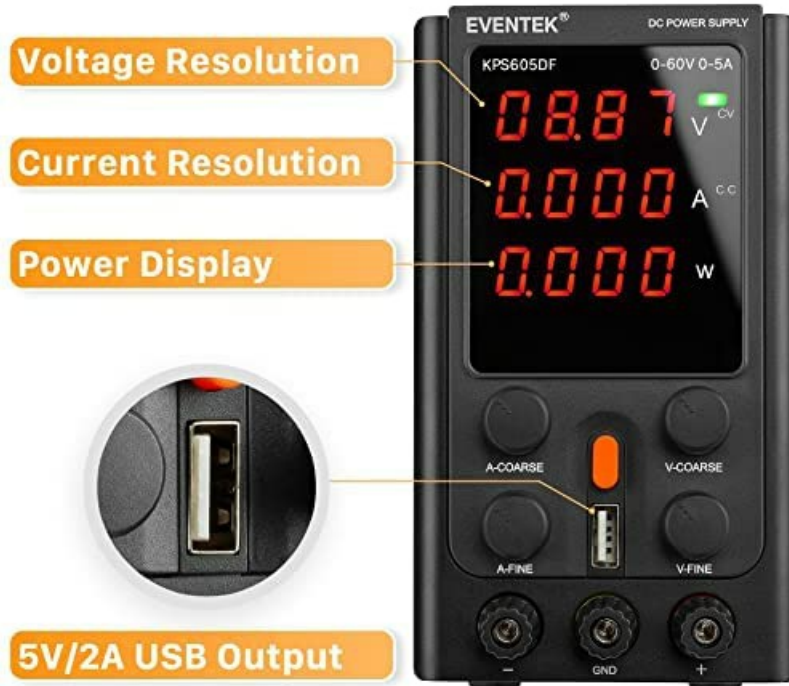 Voltage Resolution
Current Resolution
Power Display
5V/2A USB Output
EVENTEK® DC POWER SUPPLY
KPS605DF 0-60V 0-5A
08.87 V CV
0.000 A CC
0.000 W
A-COARSE V-COARSE
A-FINE V-FINE
- GND +